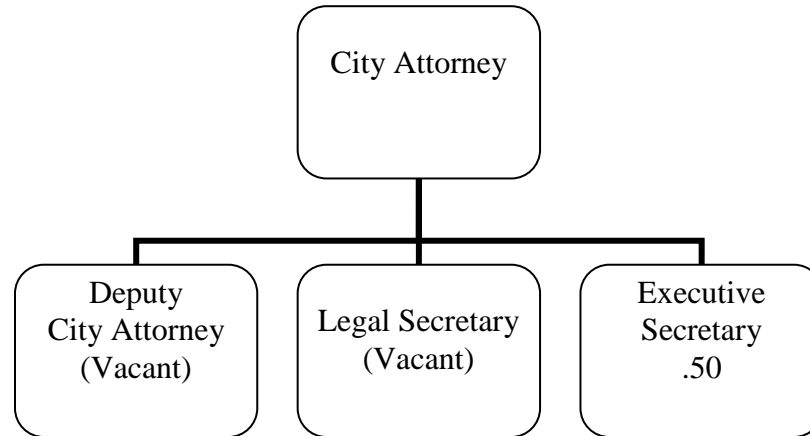 City Attorney
Deputy
City Attorney
(Vacant)
Legal Secretary
(Vacant)
Executive
Secretary
.50